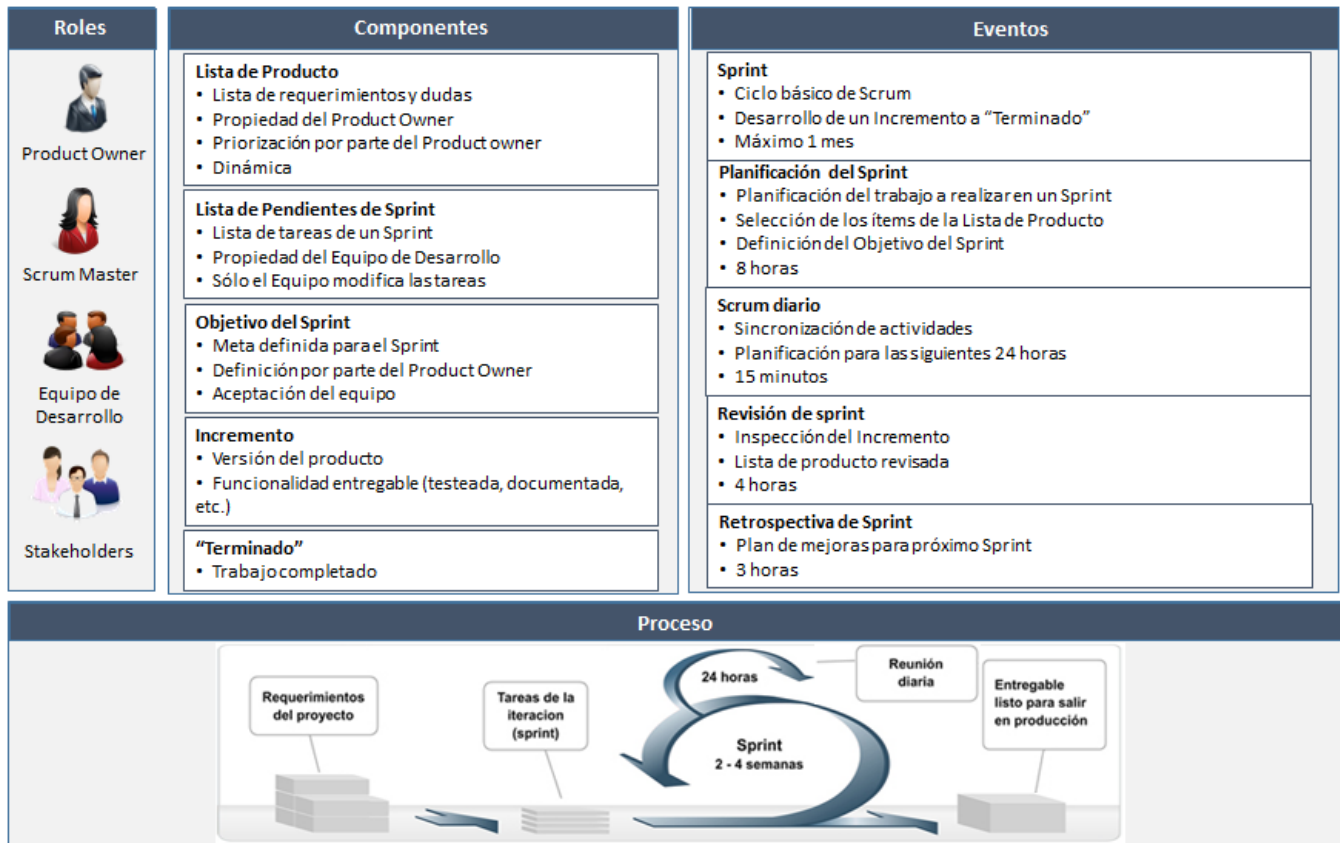 Roles
Product Owner
Scrum Master
Equipo de
Desarrollo
Stakeholders
Componentes
Lista de Producto
• Lista de requerimientos y dudas
• Propiedad del Product Owner
• Priorización por parte del Product owner
• Dinámica
Lista de Pendientes de Sprint
• Lista de tareas de un Sprint
• Propiedad del Equipo de Desarrollo
• Sólo el Equipo modifica las tareas
Objetivo del Sprint
• Meta definida para el Sprint
• Definición por parte del Product Owner
• Aceptación del equipo
Incremento
• Versión del producto
• Funcionalidad entregable (testeada, documentada,
etc.)
“Terminado”
• Trabajo completado
Eventos
Sprint
• Ciclo básico de Scrum
• Desarrollo de un Incremento a “Terminado”
• Máximo 1 mes
Planificación del Sprint
• Planificación del trabajo a realizar en un Sprint
• Selección de los ítems de la Lista de Producto
• Definición del Objetivo del Sprint
• 8 horas
Scrum diario
• Sincronización de actividades
• Planificación para las siguientes 24 horas
• 15 minutos
Revisión de sprint
• Inspección del Incremento
• Lista de producto revisada
• 4 horas
Retrospectiva de Sprint
• Plan de mejoras para próximo Sprint
• 3 horas
Proceso
Requerimientos
del proyecto
Tareas de la
iteracion
(sprint)
24 horas
Sprint
2 - 4 semanas
Reunión
diaria
Entregable
listo para salir
en producción